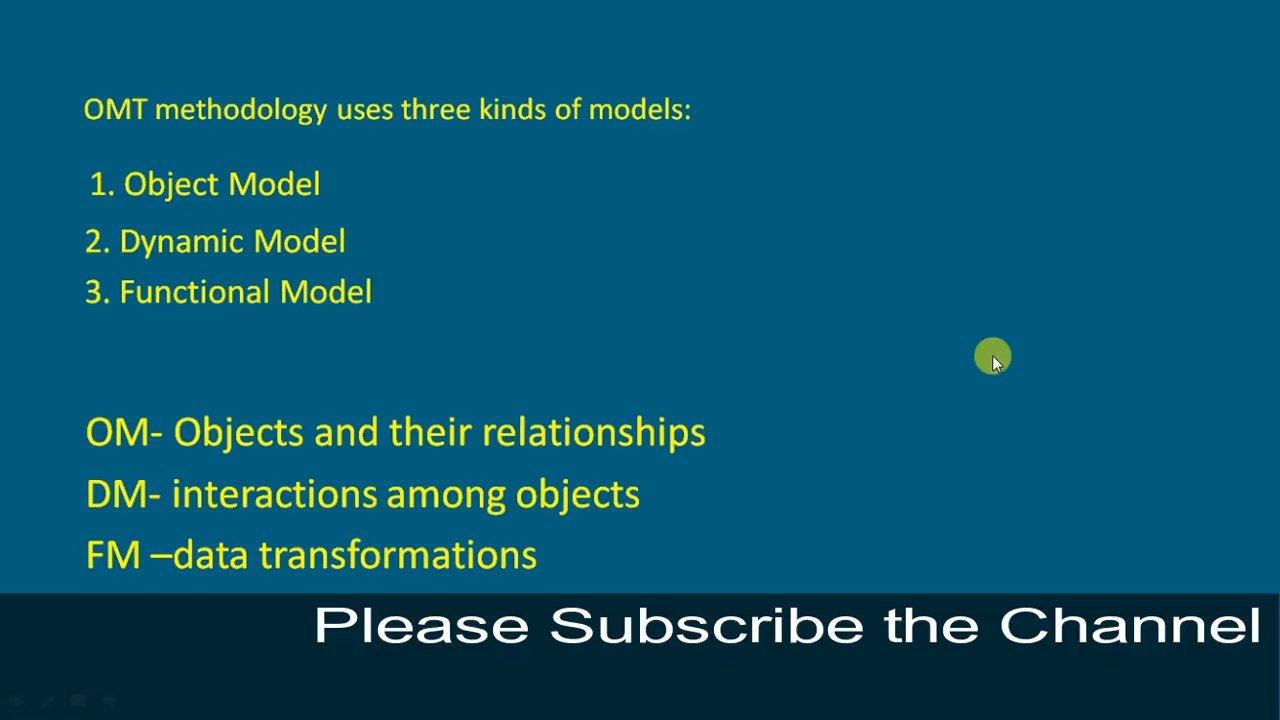 OMT methodology uses three kinds of models:
1. Object Model
2. Dynamic Model
3. Functional Model
OM- Objects and their relationships
DM- interactions among objects
FM –data transformations
Please Subscribe the Channel